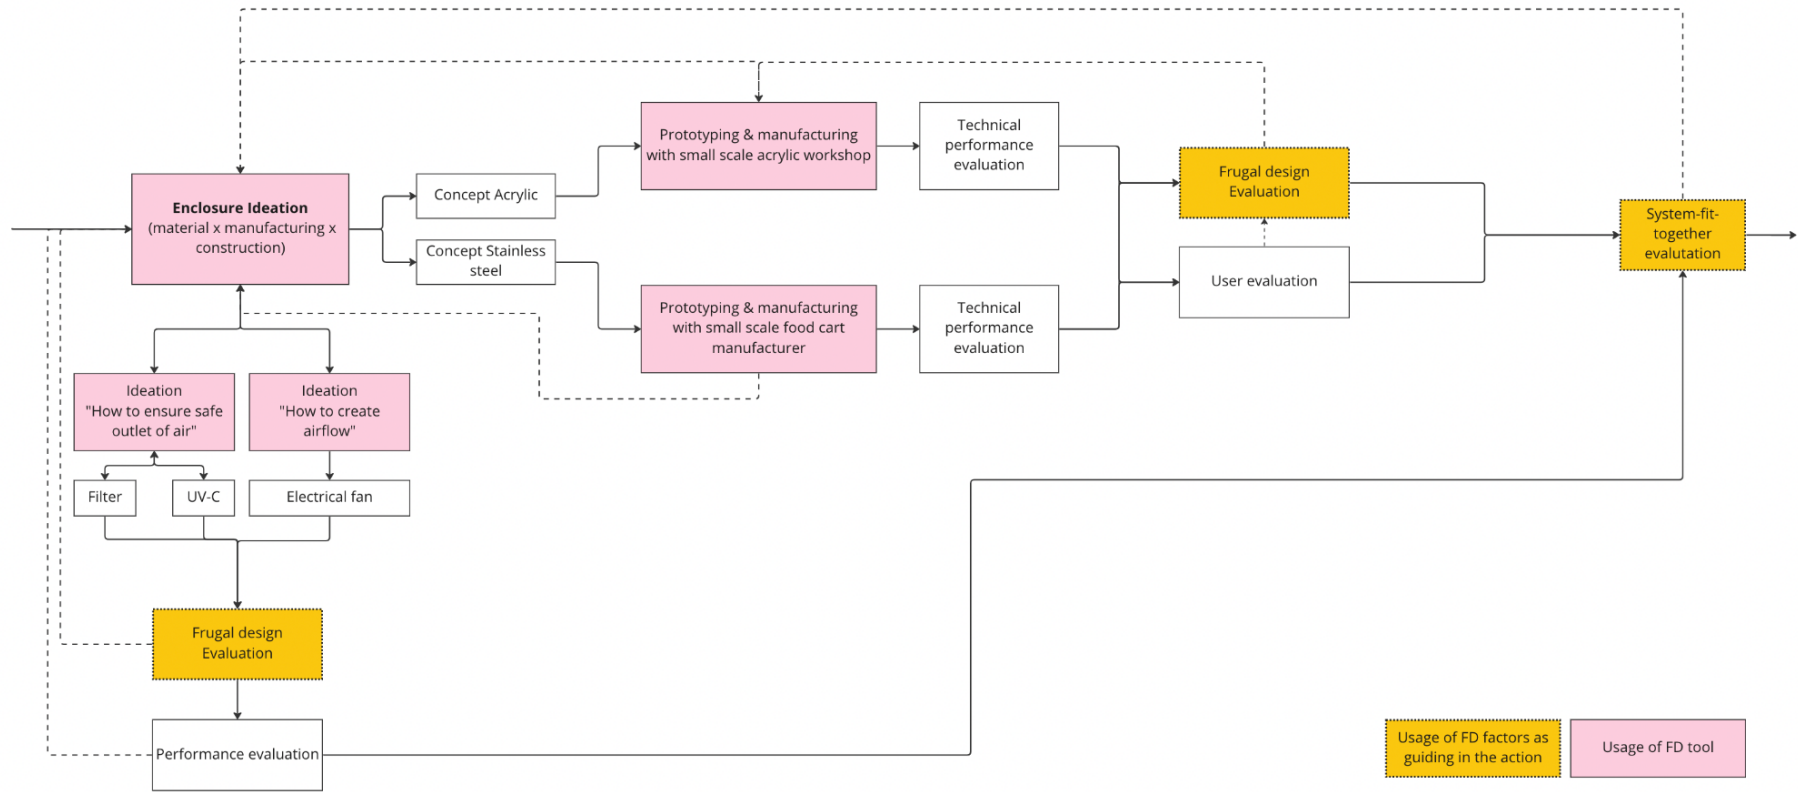 Enclosure Ideation
(material x manufacturing x
construction)
Concept Acrylic
Concept Stainless
steel
Prototyping & manufacturing
with small scale acrylic workshop
Technical
performance
evaluation
Prototyping & manufacturing
with small scale food cart
manufacturer
Technical
performance
evaluation
Frugal design
Evaluation
User evaluation
System-fit-
together
evalutation
Ideation
"How to ensure safe
outlet of air"
Ideation
"How to create
airflow"
Filter
UV-C
Electrical fan
Frugal design
Evaluation
Performance evaluation
Usage of FD factors as
guiding in the action
Usage of FD tool